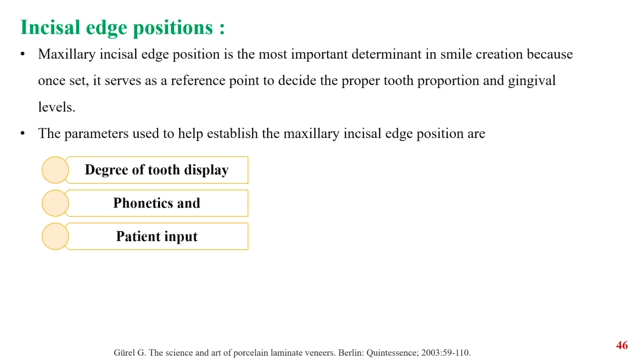 Incisal edge positions :
• Maxillary incisal edge position is the most important determinant in smile creation because
once set, it serves as a reference point to decide the proper tooth proportion and gingival
levels.
• The parameters used to help establish the maxillary incisal edge position are
Degree of tooth display
Phonetics and
Patient input
Gürel G. The science and art of porcelain laminate veneers. Berlin: Quintessence; 2003:59-110.
46